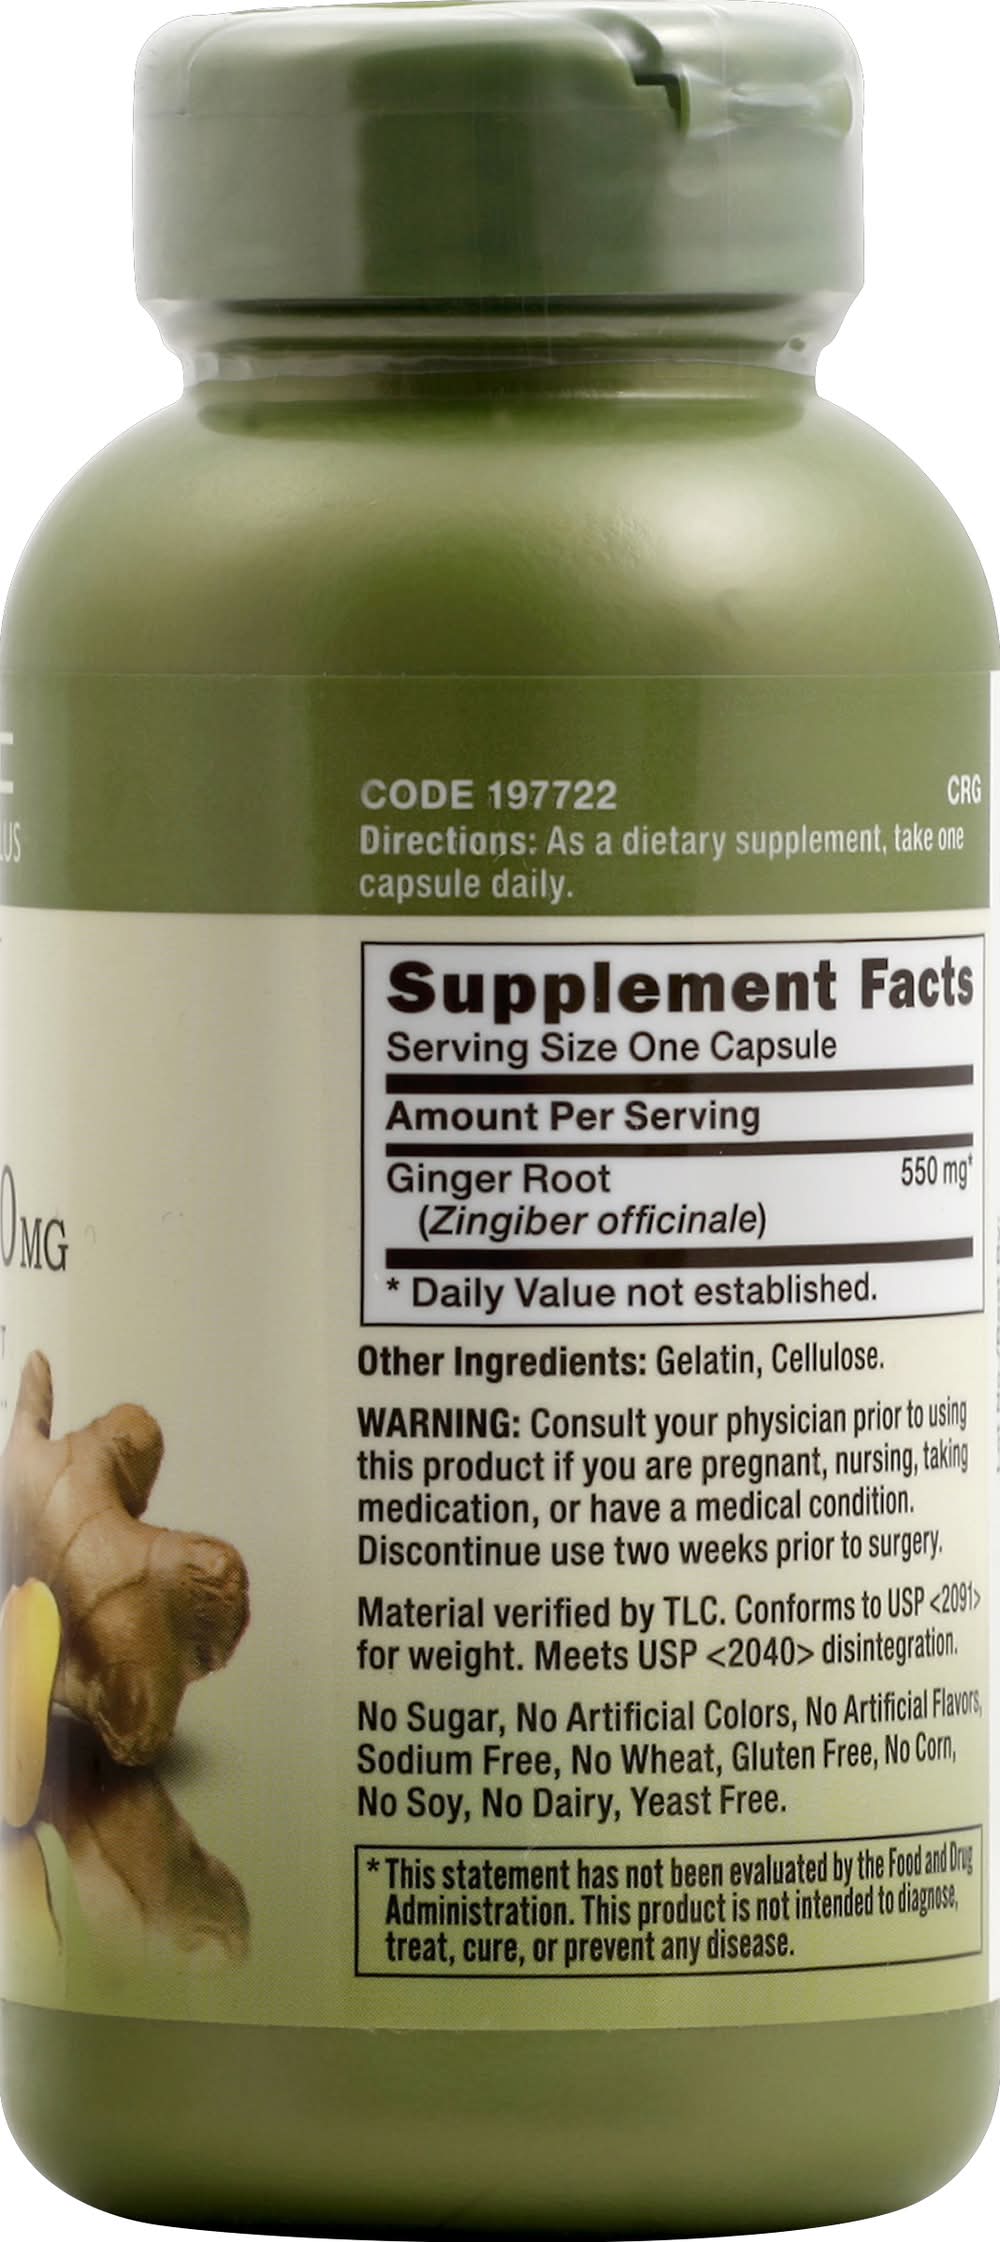 CODE 197722 CRG
Directions: As a dietary supplement, take one
capsule daily.
Supplement Facts
Serving Size One Capsule
Amount Per Serving
Ginger Root 550 mg*
(Zingiber officinale)
* Daily Value not established.
MG
Other Ingredients: Gelatin, Cellulose.
WARNING: Consult your physician prior to using
this product if you are pregnant, nursing, taking
medication, or have a medical condition.
Discontinue use two weeks prior to surgery.
Material verified by TLC. Conforms to USP <2091>
for weight. Meets USP <2040> disintegration.
No Sugar, No Artificial Colors, No Artificial Flavors,
Sodium Free, No Wheat, Gluten Free, No Corn,
No Soy, No Dairy, Yeast Free.
* This statement has not been evaluated by the Food and Drug
Administration. This product is not intended to diagnose,
treat, cure, or prevent any disease.